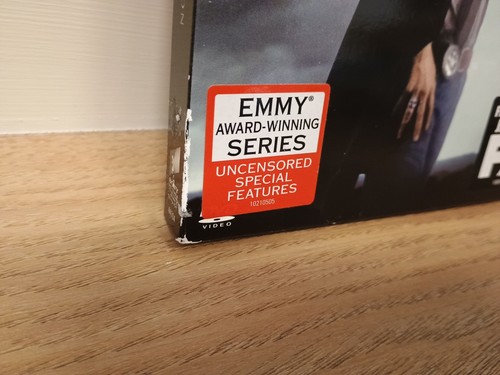 EMMY®
AWARD-WINNING
SERIES
UNCENSORED
SPECIAL
FEATURES
10210505
VIDEO